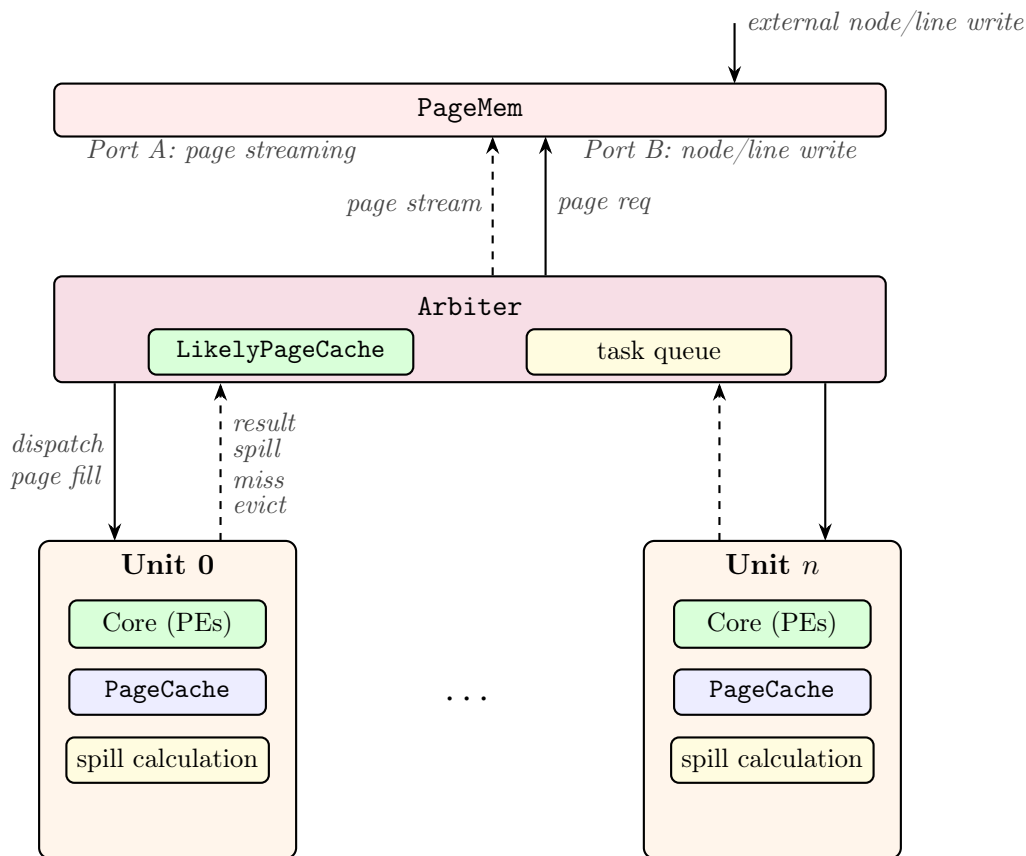 external node/line write
PageMem
Port A: page streaming
Port B: node/line write
page stream
page req
Arbiter
LikelyPageCache
task queue
dispatch
page fill
result
spill
miss
evict
Unit 0
Core (PEs)
PageCache
spill calculation
...
Unit n
Core (PEs)
PageCache
spill calculation